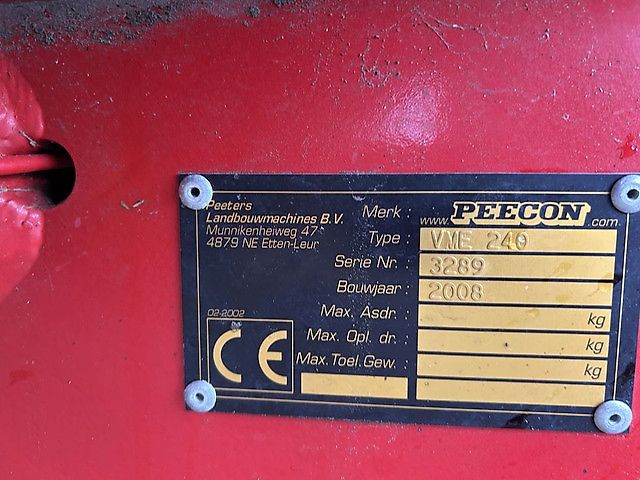 Peeters
Landbouwmachines B.V.
Munnikenheiweg 47
4879 NE Etten-Leur
Merk : www.PEECON.com
Type : VME 240
Serie Nr. : 3289
Bouwjaar : 2008
Max. Asdr. : kg
Max. Opl. dr. : kg
Max. Toel. Gew. : kg
02-2002
CE